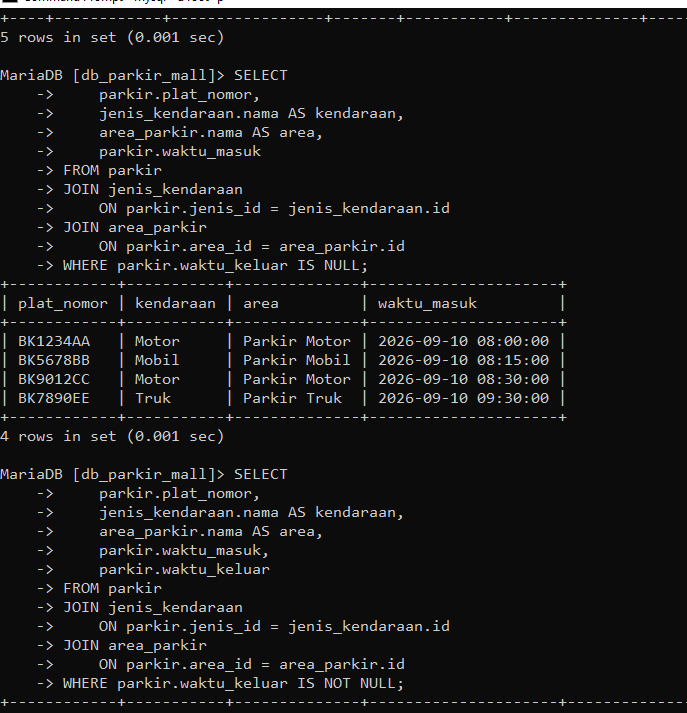 +----+------------+----------------+-------+-----------+--------------+-----
5 rows in set (0.001 sec)
MariaDB [db_parkir_mall]> SELECT
    ->     parkir.plat_nomor,
    ->     jenis_kendaraan.nama AS kendaraan,
    ->     area_parkir.nama AS area,
    ->     parkir.waktu_masuk
    -> FROM parkir
    -> JOIN jenis_kendaraan
    ->     ON parkir.jenis_id = jenis_kendaraan.id
    -> JOIN area_parkir
    ->     ON parkir.area_id = area_parkir.id
    -> WHERE parkir.waktu_keluar IS NULL;
+------------+-----------+--------------+---------------------+
| plat_nomor | kendaraan | area         | waktu_masuk         |
+------------+-----------+--------------+---------------------+
| BK1234AA   | Motor     | Parkir Motor | 2026-09-10 08:00:00 |
| BK5678BB   | Mobil     | Parkir Mobil | 2026-09-10 08:15:00 |
| BK9012CC   | Motor     | Parkir Motor | 2026-09-10 08:30:00 |
| BK7890EE   | Truk      | Parkir Truk  | 2026-09-10 09:30:00 |
+------------+-----------+--------------+---------------------+
4 rows in set (0.001 sec)
MariaDB [db_parkir_mall]> SELECT
    ->     parkir.plat_nomor,
    ->     jenis_kendaraan.nama AS kendaraan,
    ->     area_parkir.nama AS area,
    ->     parkir.waktu_masuk,
    ->     parkir.waktu_keluar
    -> FROM parkir
    -> JOIN jenis_kendaraan
    ->     ON parkir.jenis_id = jenis_kendaraan.id
    -> JOIN area_parkir
    ->     ON parkir.area_id = area_parkir.id
    -> WHERE parkir.waktu_keluar IS NOT NULL;
+------------+-----------+--------------+---------------------+-------------